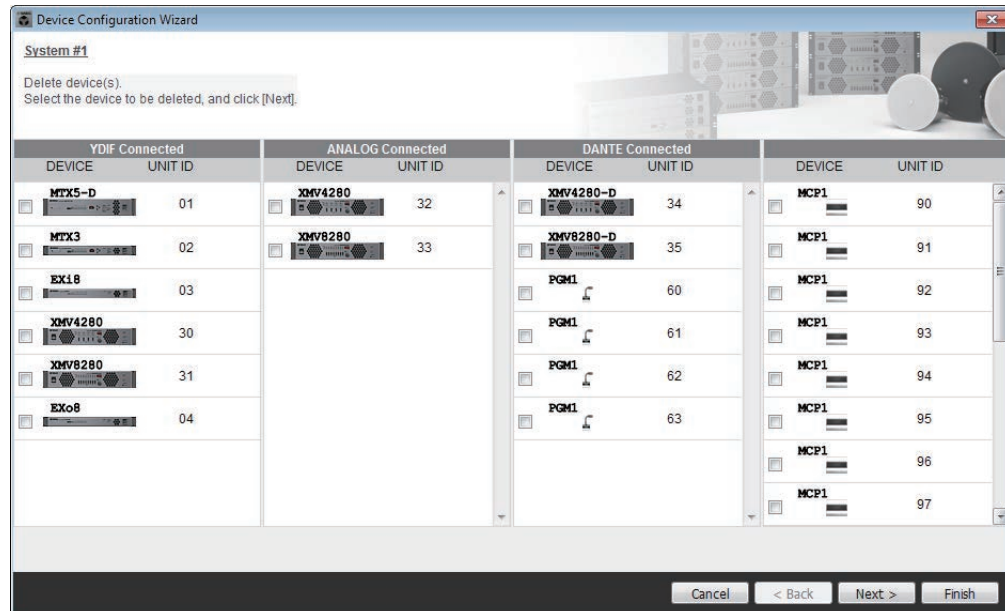 Device Configuration Wizard
System #1
Delete device(s).
Select the device to be deleted, and click [Next].
YDIF Connected
DEVICE UNIT ID
MTX5-D 01
MTX3 02
EXi8 03
XMV4280 30
XMV8280 31
EXo8 04
ANALOG Connected
DEVICE UNIT ID
XMV4280 32
XMV8280 33
DANTE Connected
DEVICE UNIT ID
XMV4280-D 34
XMV8280-D 35
PGM1 60
PGM1 61
PGM1 62
PGM1 63
DEVICE UNIT ID
MCP1 90
MCP1 91
MCP1 92
MCP1 93
MCP1 94
MCP1 95
MCP1 96
MCP1 97
Cancel < Back Next > Finish